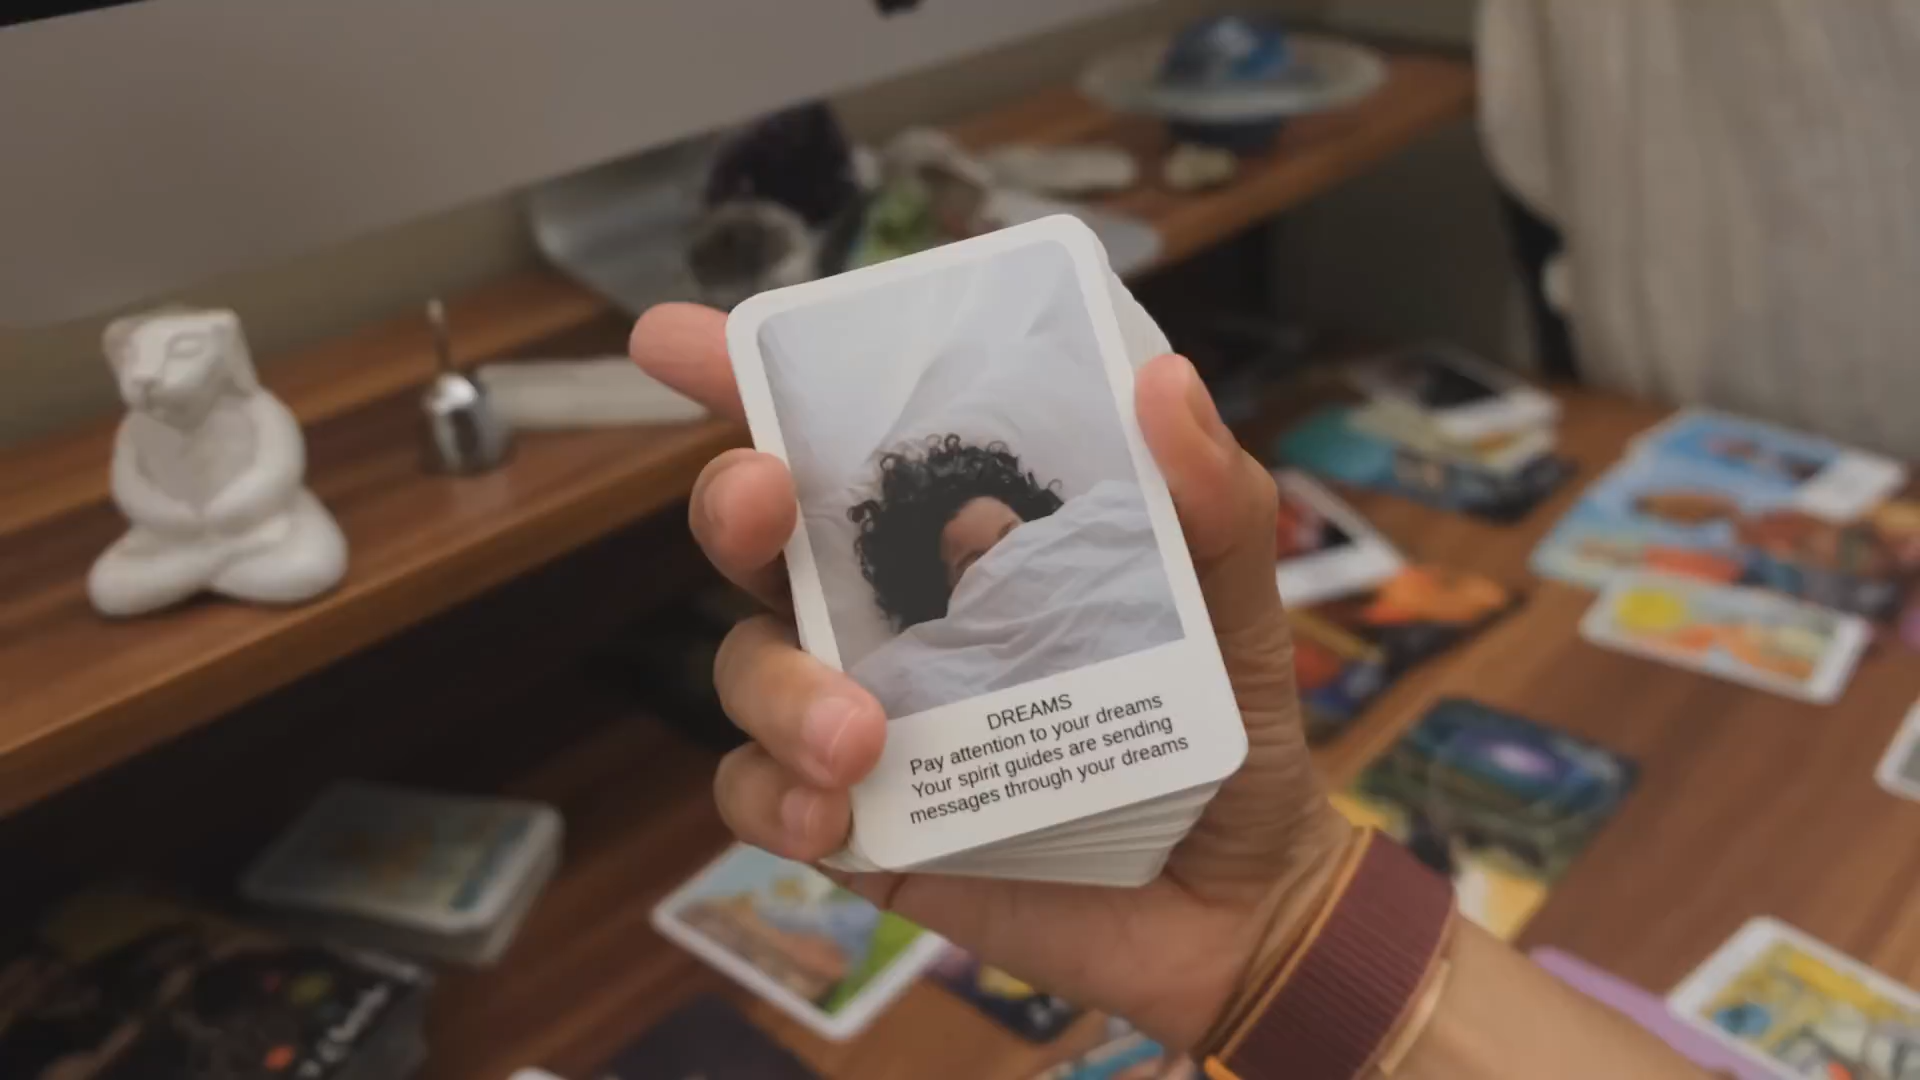 DREAMS
Pay attention to your dreams
Your spirit guides are sending
messages through your dreams